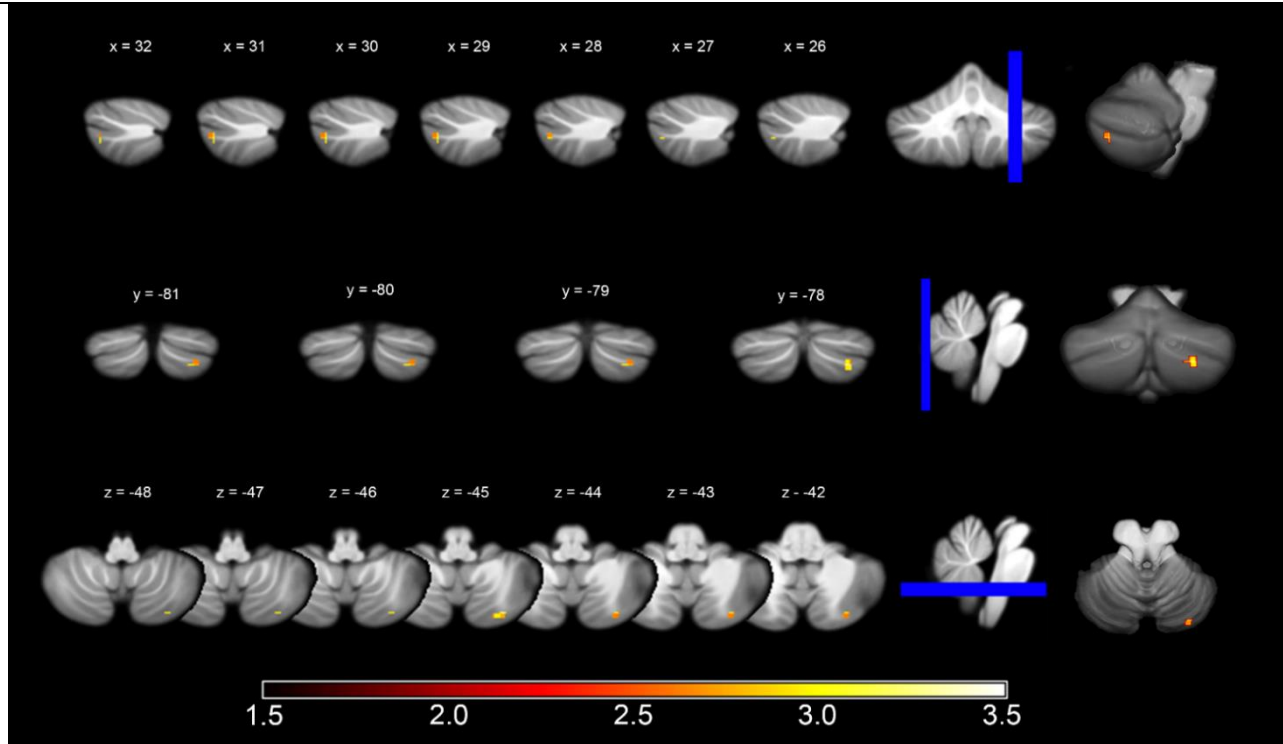 x = 32 x = 31 x = 30 x = 29 x = 28 x = 27 x = 26
y = -81 y = -80 y = -79 y = -78
z = -48 z = -47 z = -46 z = -45 z = -44 z = -43 z - -42
1.5 2.0 2.5 3.0 3.5